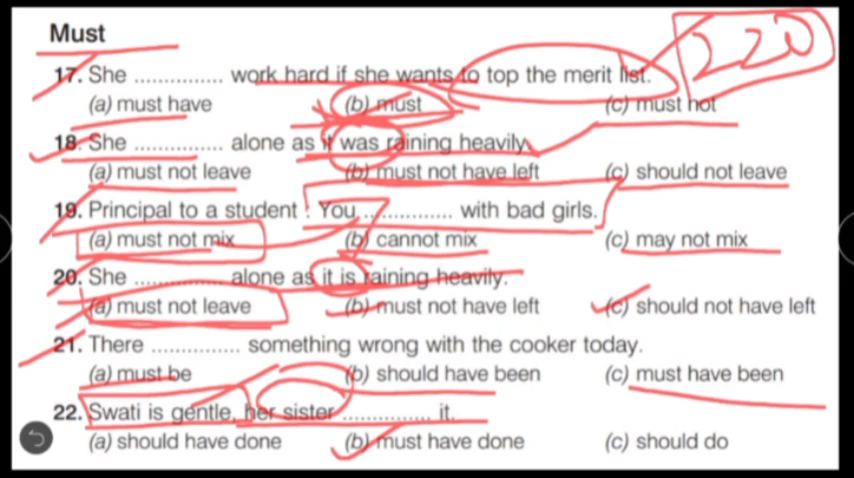 Must
220
17. She .............. work hard if she wants to top the merit list.
(a) must have (b) must (c) must not
18. She .............. alone as it was raining heavily.
(a) must not leave (b) must not have left (c) should not leave
19. Principal to a student : You .............. with bad girls.
(a) must not mix (b) cannot mix (c) may not mix
20. She .............. alone as it is raining heavily.
(a) must not leave (b) must not have left (c) should not have left
21. There .............. something wrong with the cooker today.
(a) must be (b) should have been (c) must have been
22. Swati is gentle, her sister .............. it.
(a) should have done (b) must have done (c) should do